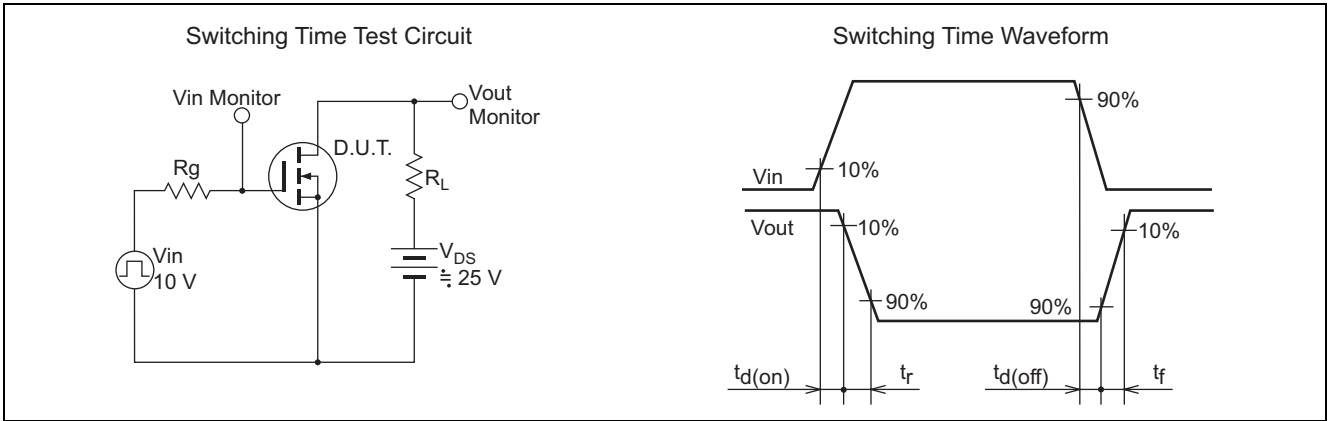 Switching Time Test Circuit
Vin Monitor
Vout
Monitor
D.U.T.
Rg
RL
Vin
10 V
VDS
≒ 25 V
Switching Time Waveform
90%
10%
Vin
Vout
10%
10%
90%
90%
td(on)
tr
td(off)
tf